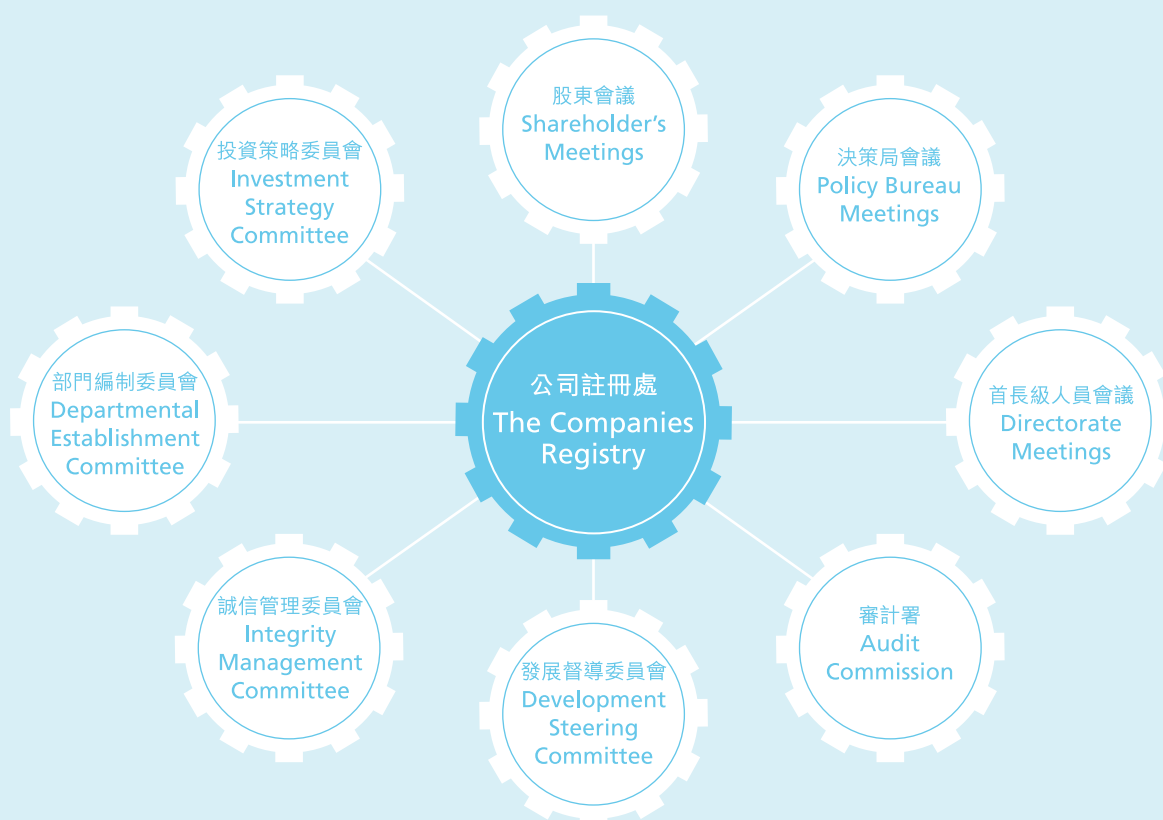 股東會議
Shareholder's
Meetings
投資策略委員會
Investment
Strategy
Committee
決策局會議
Policy Bureau
Meetings
部門編制委員會
Departmental
Establishment
Committee
公司註冊處
The Companies
Registry
首長級人員會議
Directorate
Meetings
誠信管理委員會
Integrity
Management
Committee
發展督導委員會
Development
Steering
Committee
審計署
Audit
Commission